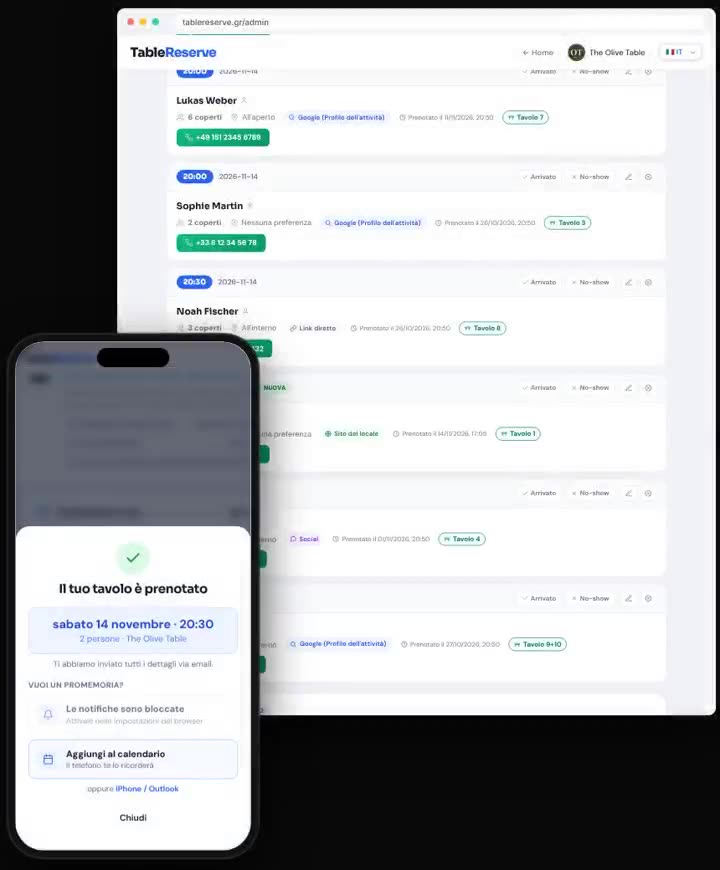 tablereserve.gr/admin
TableReserve
← Home
OT The Olive Table
IT
20:00 2026-11-14 Arrivato × No-show
Lukas Weber
6 coperti All'aperto Google (Profilo dell'attività) Prenotato il 11/11/2026, 20:50 Tavolo 7
+49 151 2345 6789
20:00 2026-11-14 Arrivato × No-show
Sophie Martin
2 coperti Nessuna preferenza Google (Profilo dell'attività) Prenotato il 26/10/2026, 20:50 Tavolo 3
+33 6 12 34 56 78
20:30 2026-11-14 Arrivato × No-show
Noah Fischer
3 coperti All'interno Link diretto Prenotato il 26/10/2026, 20:50 Tavolo 8
NUOVA Arrivato × No-show
preferenza Sito del locale Prenotato il 14/11/2026, 17:06 Tavolo 1
Arrivato × No-show
Social Prenotato il 01/11/2026, 20:50 Tavolo 4
Arrivato × No-show
Google (Profilo dell'attività) Prenotato il 27/10/2026, 20:50 Tavolo 9+10
Il tuo tavolo è prenotato
sabato 14 novembre · 20:30
2 persone · The Olive Table
Ti abbiamo inviato tutti i dettagli via email.
VUOI UN PROMEMORIA?
Le notifiche sono bloccate
Attivale nelle impostazioni del browser
Aggiungi al calendario
Il telefono te lo ricorderà
oppure iPhone / Outlook
Chiudi